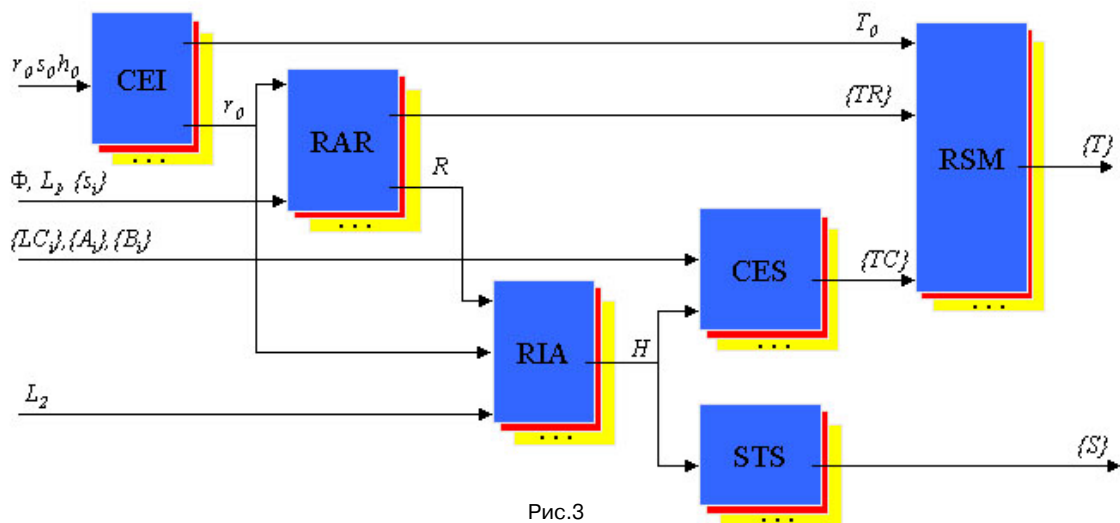 T₀
r₀s₀h₀
CEI
r₀
...
{TR}
RAR
RSM
{T}
R
Φ, L₁, {sᵢ}
...
{LCᵢ},{Aᵢ},{Bᵢ}
CES
{TC}
...
RIA
H
...
L₂
...
STS
{S}
...
Рис.3